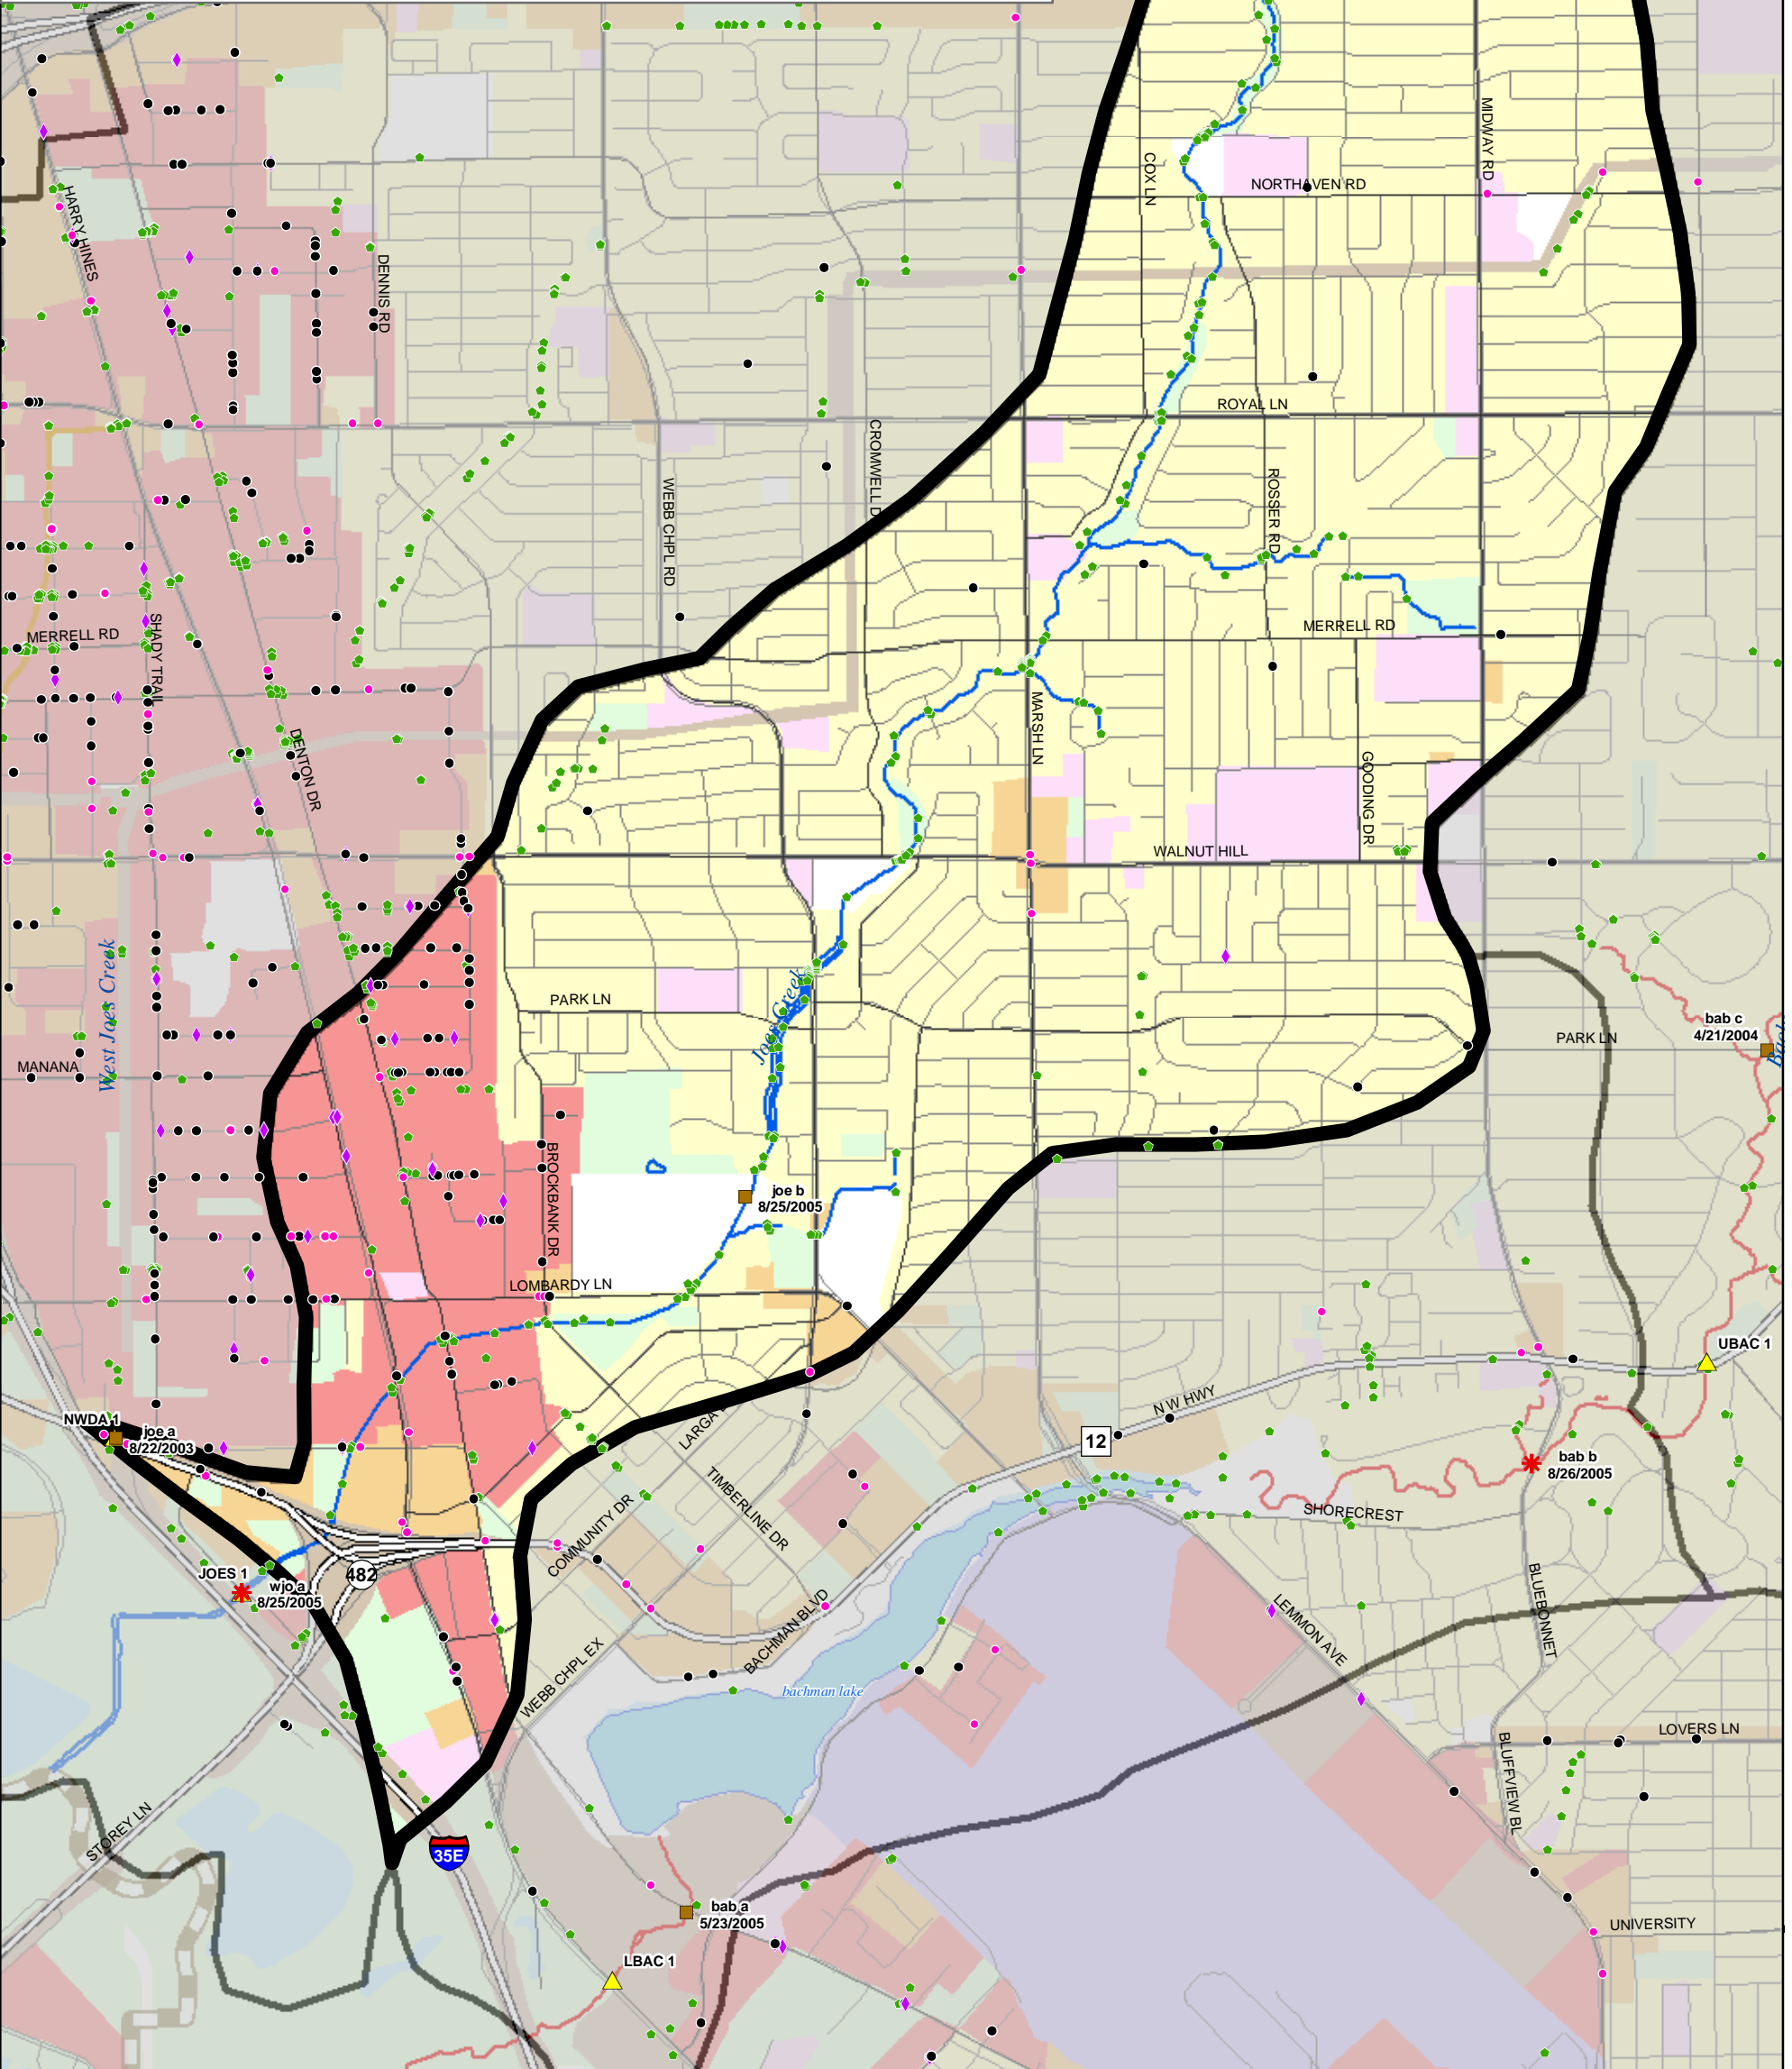 MIDWAY RD
COX LN
NORTHAVEN RD
HARRY HINES
DENNIS RD
ROYAL LN
CROMWELL D
WEBB CHPL RD
ROSSER RD
MERRELL RD
MERRELL RD
SHADY TRAIL
MARSH LN
DENTON DR
GOODING DR
WALNUT HILL
West Joes Creek
Joes Creek
PARK LN
PARK LN
bab c
4/21/2004
MANANA
BROCKBANK DR
joe b
8/25/2005
LOMBARDY LN
UBAC 1
N W HWY
12
NWDA 1
joe a
8/22/2003
LARGA
bab b
8/26/2005
TIMBERLINE DR
SHORECREST
COMMUNITY DR
482
JOES 1
wjo a
8/25/2005
BLUEBONNET
LEMMON AVE
BACHMAN BLVD
WEBB CHPL EX
bachman lake
LOVERS LN
BLUFFVIEW BL
STOREY LN
35E
bab a
5/23/2005
UNIVERSITY
LBAC 1